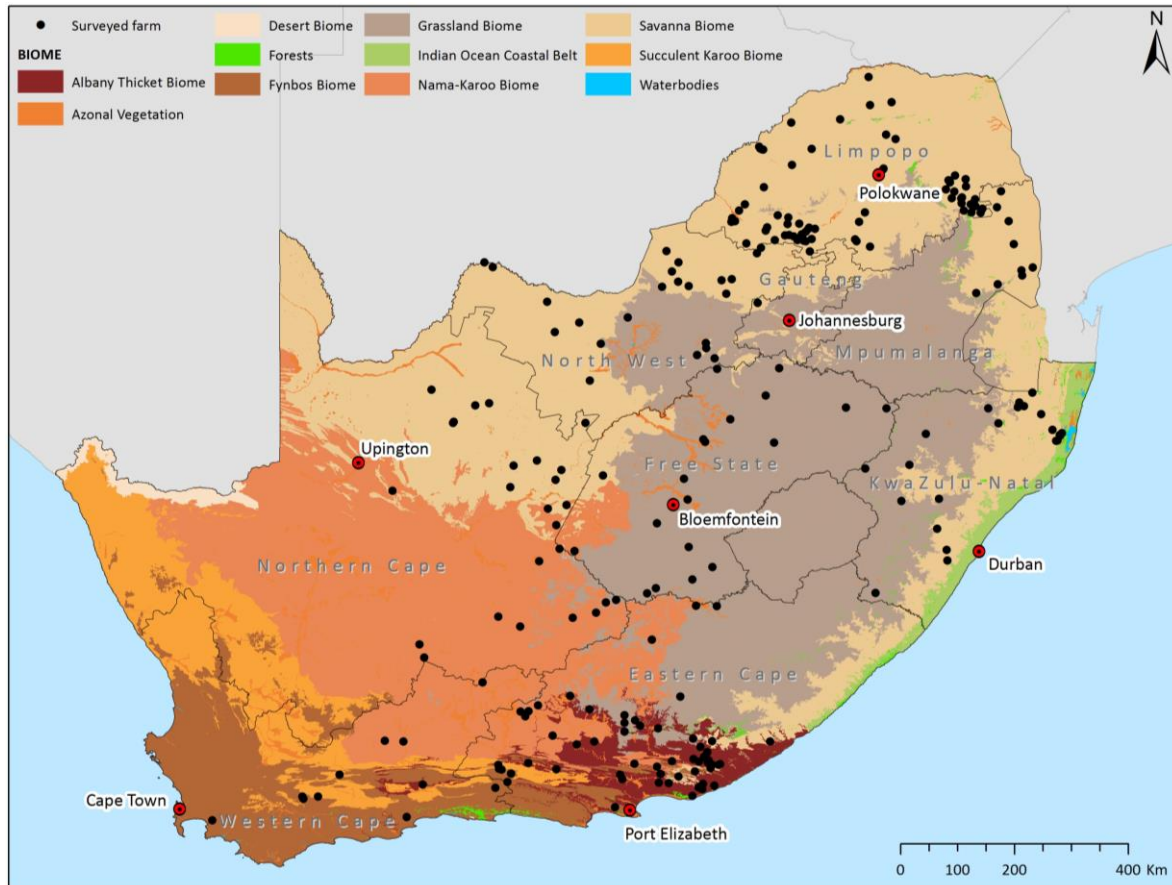 Surveyed farm
BIOME
Albany Thicket Biome
Azonal Vegetation
Desert Biome
Forests
Fynbos Biome
Grassland Biome
Indian Ocean Coastal Belt
Nama-Karoo Biome
Savanna Biome
Succulent Karoo Biome
Waterbodies
N
Limpopo
Polokwane
Gauteng
Johannesburg
North West
Mpumalanga
Upington
Free State
KwaZulu-Natal
Bloemfontein
Durban
Northern Cape
Eastern Cape
Cape Town
Western Cape
Port Elizabeth
0 100 200 400 Km